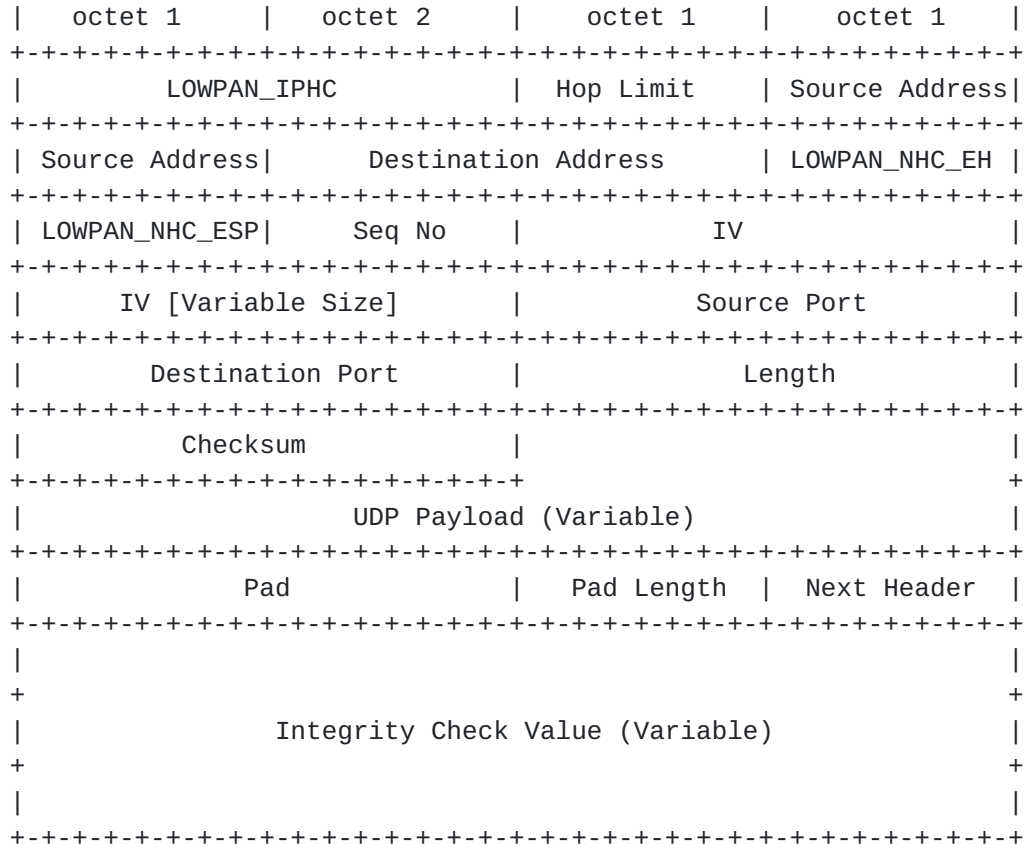 |   octet 1     |   octet 2     |    octet 1    |    octet 1    |
+-+-+-+-+-+-+-+-+-+-+-+-+-+-+-+-+-+-+-+-+-+-+-+-+-+-+-+-+-+-+-+-+
|         LOWPAN_IPHC           |  Hop Limit    | Source Address|
+-+-+-+-+-+-+-+-+-+-+-+-+-+-+-+-+-+-+-+-+-+-+-+-+-+-+-+-+-+-+-+-+
| Source Address|      Destination Address      | LOWPAN_NHC_EH |
+-+-+-+-+-+-+-+-+-+-+-+-+-+-+-+-+-+-+-+-+-+-+-+-+-+-+-+-+-+-+-+-+
| LOWPAN_NHC_ESP|     Seq No    |            IV                 |
+-+-+-+-+-+-+-+-+-+-+-+-+-+-+-+-+-+-+-+-+-+-+-+-+-+-+-+-+-+-+-+-+
|      IV [Variable Size]       |           Source Port         |
+-+-+-+-+-+-+-+-+-+-+-+-+-+-+-+-+-+-+-+-+-+-+-+-+-+-+-+-+-+-+-+-+
|        Destination Port       |              Length           |
+-+-+-+-+-+-+-+-+-+-+-+-+-+-+-+-+-+-+-+-+-+-+-+-+-+-+-+-+-+-+-+-+
|          Checksum             |                               |
+-+-+-+-+-+-+-+-+-+-+-+-+-+-+-+-+                               +
|                     UDP Payload (Variable)                    |
+-+-+-+-+-+-+-+-+-+-+-+-+-+-+-+-+-+-+-+-+-+-+-+-+-+-+-+-+-+-+-+-+
|              Pad              |   Pad Length  |  Next Header  |
+-+-+-+-+-+-+-+-+-+-+-+-+-+-+-+-+-+-+-+-+-+-+-+-+-+-+-+-+-+-+-+-+
|                                                               |
+                                                               +
|                Integrity Check Value (Variable)               |
+                                                               +
|                                                               |
+-+-+-+-+-+-+-+-+-+-+-+-+-+-+-+-+-+-+-+-+-+-+-+-+-+-+-+-+-+-+-+-+